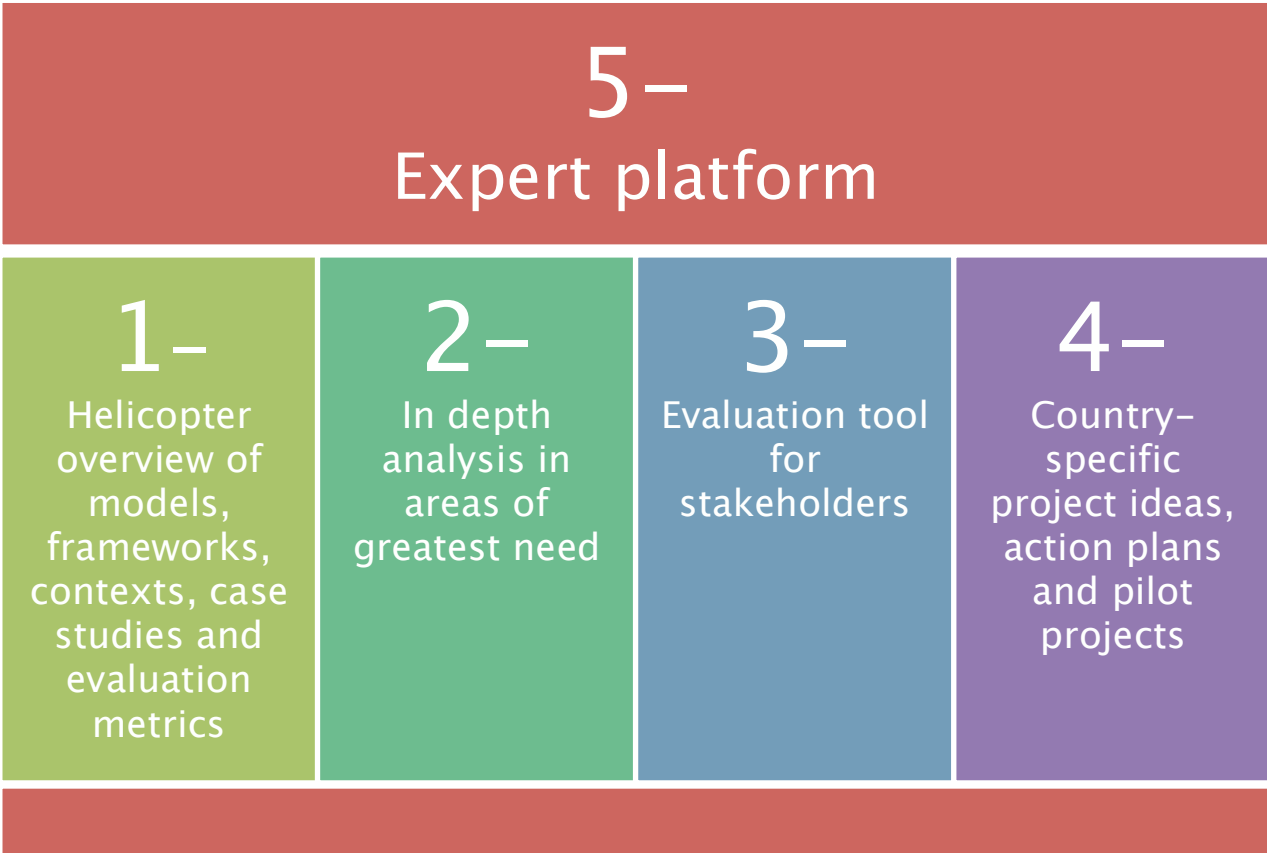 5-
Expert platform
1-
Helicopter
overview of
models,
frameworks,
contexts, case
studies and
evaluation
metrics
2-
In depth
analysis in
areas of
greatest need
3-
Evaluation tool
for
stakeholders
4-
Country-
specific
project ideas,
action plans
and pilot
projects